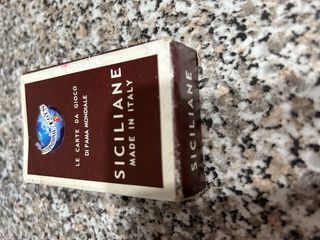 LE CARTE DA GIOCO
DI FAMA MONDIALE
SICILIANE
MADE IN ITALY
SICILIANE